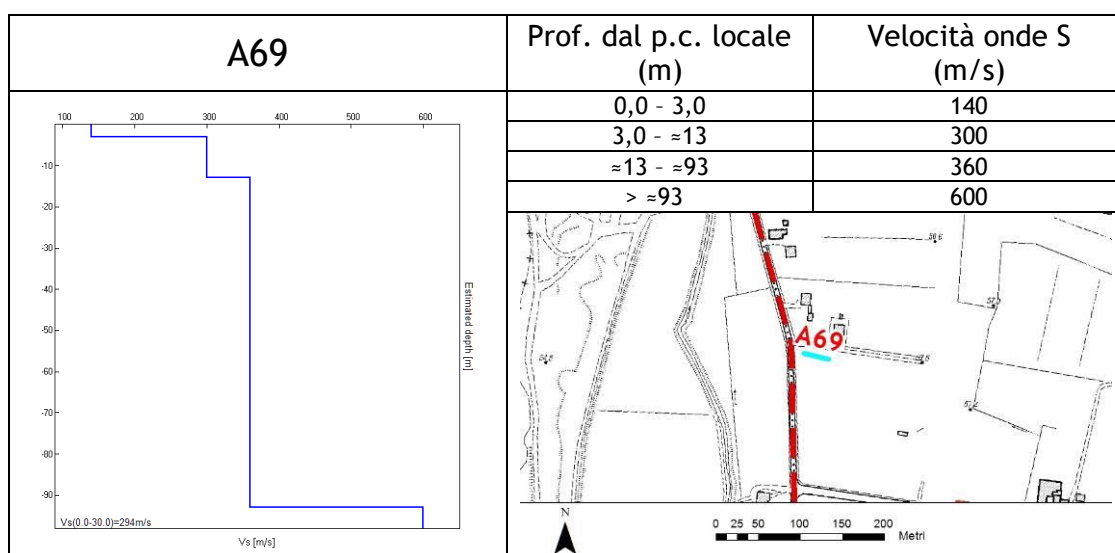 A69
Prof. dal p.c. locale
(m)
Velocità onde S
(m/s)
0,0 – 3,0
140
3,0 – ≈13
300
≈13 – ≈93
360
> ≈93
600
100
200
300
400
500
600
-10
-20
-30
-40
-50
-60
-70
-80
-90
Estimated depth [m]
Vs(0.0-30.0)=294m/s
Vs [m/s]
56.6
A69
N
0 25 50 100 150 200
Metri